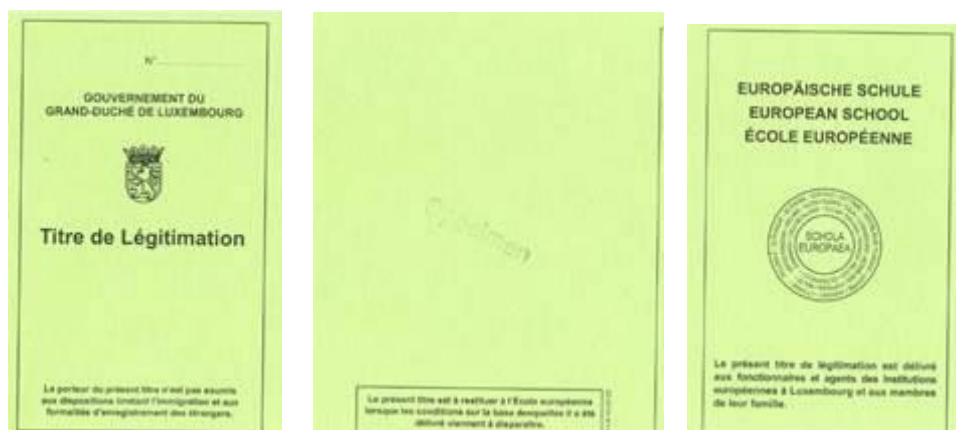 N°
GOUVERNEMENT DU
GRAND-DUCHÉ DE LUXEMBOURG
Titre de Légitimation
Le porteur du présent titre n'est pas soumis
aux dispositions limitant l'immigration et aux
formalités d'enregistrement des étrangers.
Specimen
Le présent titre est à restituer à l'École européenne
lorsque les conditions sur la base desquelles il a été
délivré viennent à disparaître.
EUROPÄISCHE SCHULE
EUROPEAN SCHOOL
ÉCOLE EUROPÉENNE
SCHOLA
EUROPAEA
Le présent titre de légitimation est délivré
aux fonctionnaires et agents des Institutions
européennes à Luxembourg et aux membres
de leur famille.